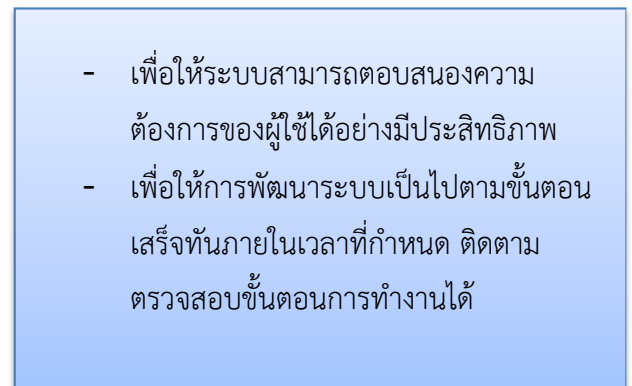 - เพื่อให้ระบบสามารถตอบสนองความ
ต้องการของผู้ใช้ได้อย่างมีประสิทธิภาพ
- เพื่อให้การพัฒนาระบบเป็นไปตามขั้นตอน
เสร็จทันภายในเวลาที่กำหนด ติดตาม
ตรวจสอบขั้นตอนการทำงานได้